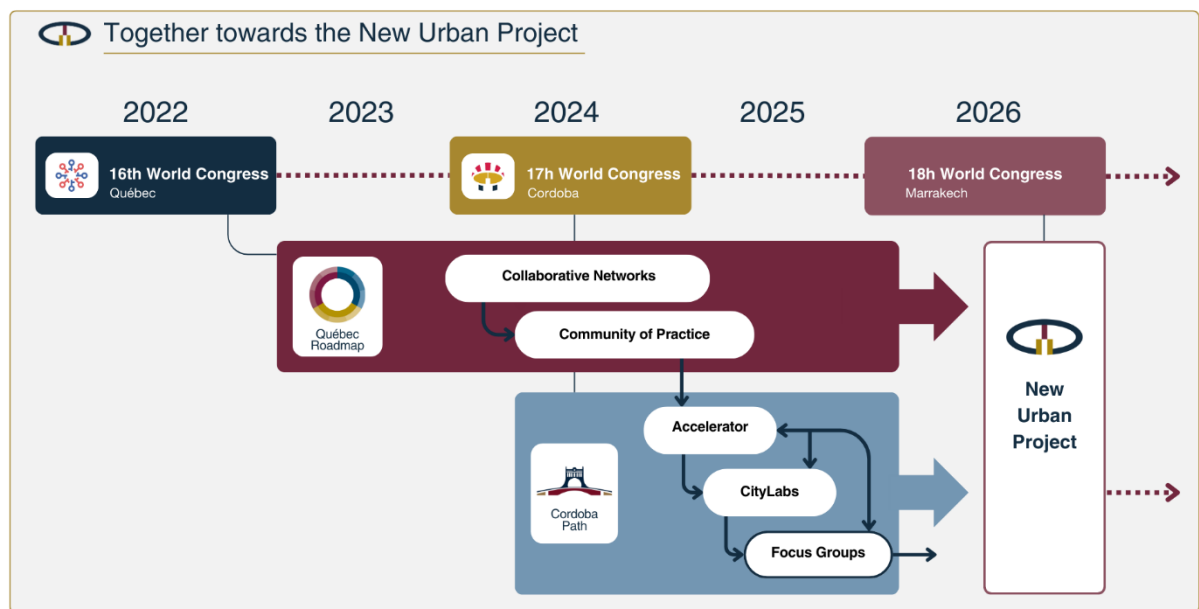 Together towards the New Urban Project
2022
2023
2024
2025
2026
16th World Congress
Québec
17h World Congress
Cordoba
18h World Congress
Marrakech
Québec
Roadmap
Collaborative Networks
Community of Practice
Cordoba
Path
Accelerator
CityLabs
Focus Groups
New
Urban
Project